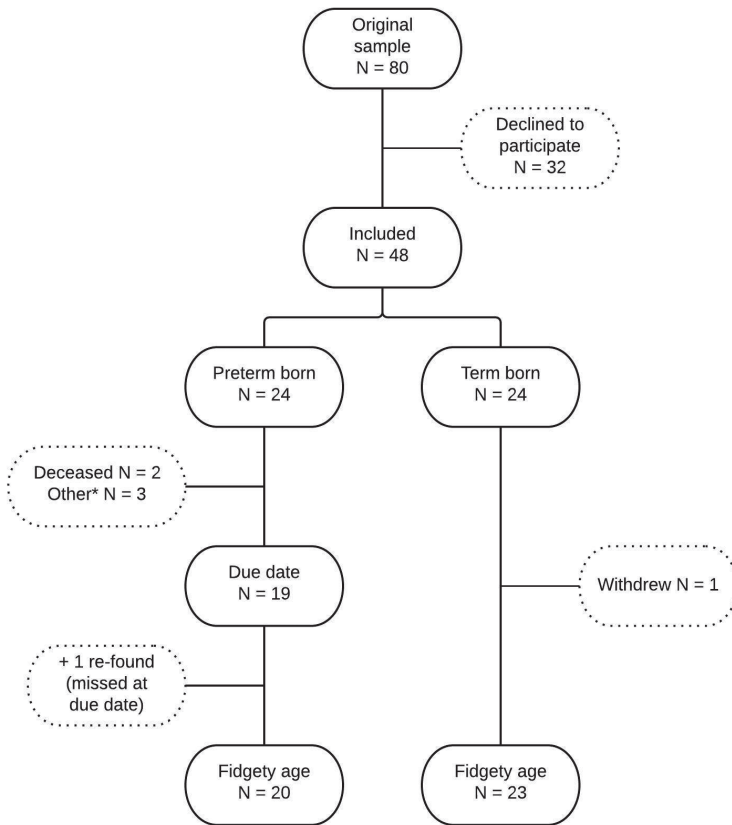 Original
sample
N = 80
Declined to
participate
N = 32
Included
N = 48
Preterm born
N = 24
Term born
N = 24
Deceased N = 2
Other* N = 3
Due date
N = 19
Withdrew N = 1
+ 1 re-found
(missed at
due date)
Fidgety age
N = 20
Fidgety age
N = 23